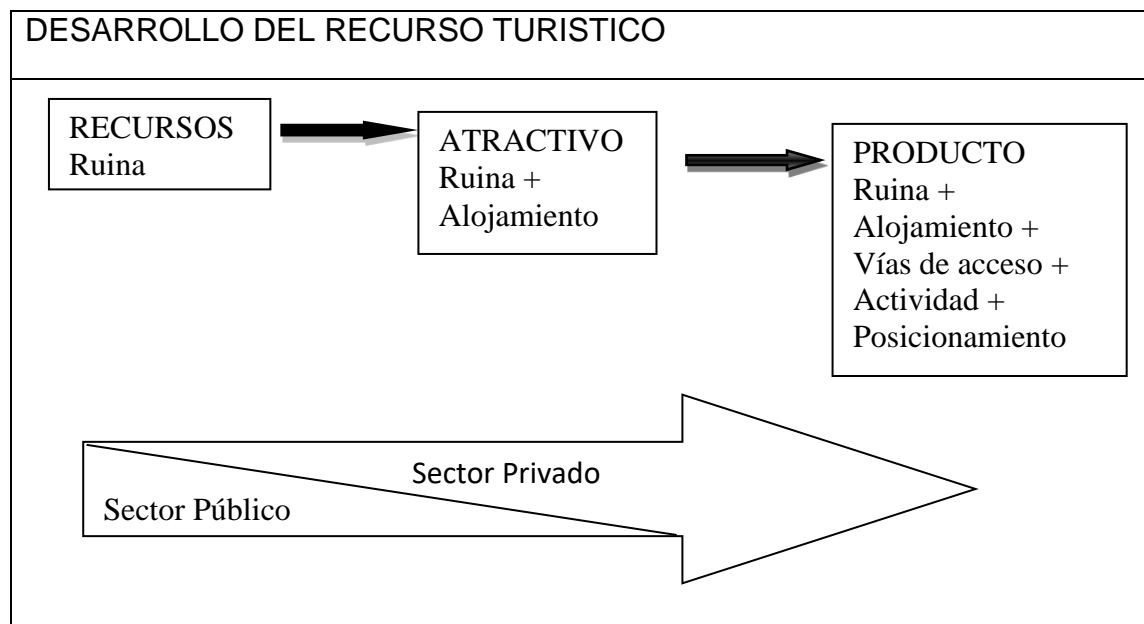 DESARROLLO DEL RECURSO TURISTICO
RECURSOS
Ruina
ATRACTIVO
Ruina +
Alojamiento
PRODUCTO
Ruina +
Alojamiento +
Vías de acceso +
Actividad +
Posicionamiento
Sector Privado
Sector Público